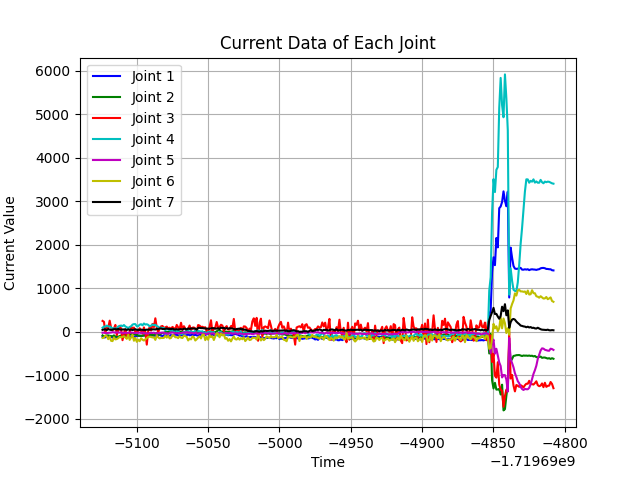 Current Data of Each Joint
Current Value
6000
5000
4000
3000
2000
1000
0
−1000
−2000
Joint 1
Joint 2
Joint 3
Joint 4
Joint 5
Joint 6
Joint 7
−5100 −5050 −5000 −4950 −4900 −4850 −4800
Time
−1.71969e9